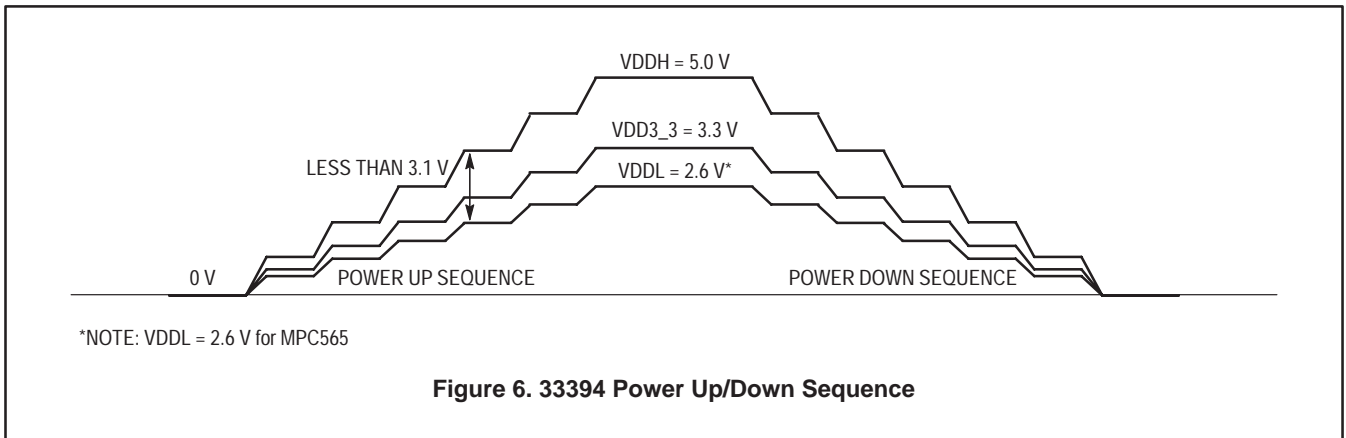 VDDH = 5.0 V
VDD3_3 = 3.3 V
LESS THAN 3.1 V
VDDL = 2.6 V*
0 V
POWER UP SEQUENCE
POWER DOWN SEQUENCE
*NOTE: VDDL = 2.6 V for MPC565
Figure 6. 33394 Power Up/Down Sequence